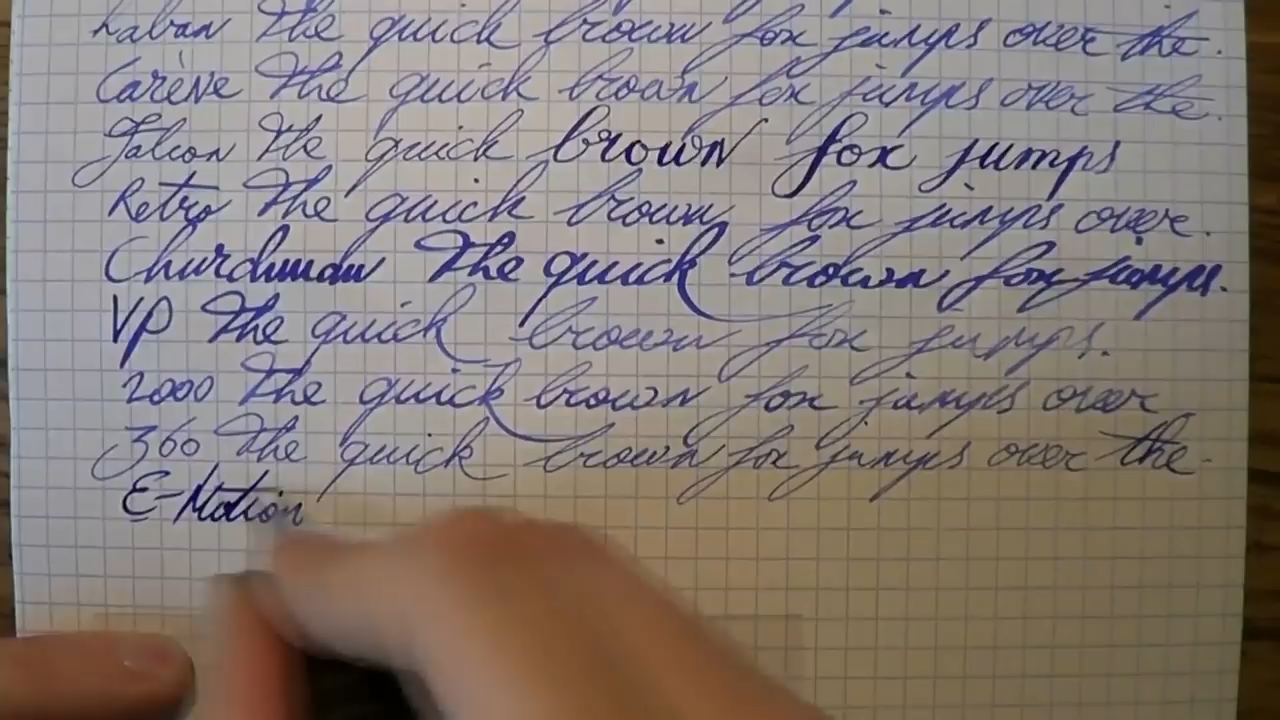 Laban The quick brown fox jumps over the.
Carène The quick brown fox jumps over the.
Falcon The quick brown fox jumps
Retro The quick brown fox jumps over.
Churchman The quick brown fox jumps.
VP The quick brown fox jumps.
2000 The quick brown fox jumps over
360 The quick brown fox jumps over the-
E-Motion